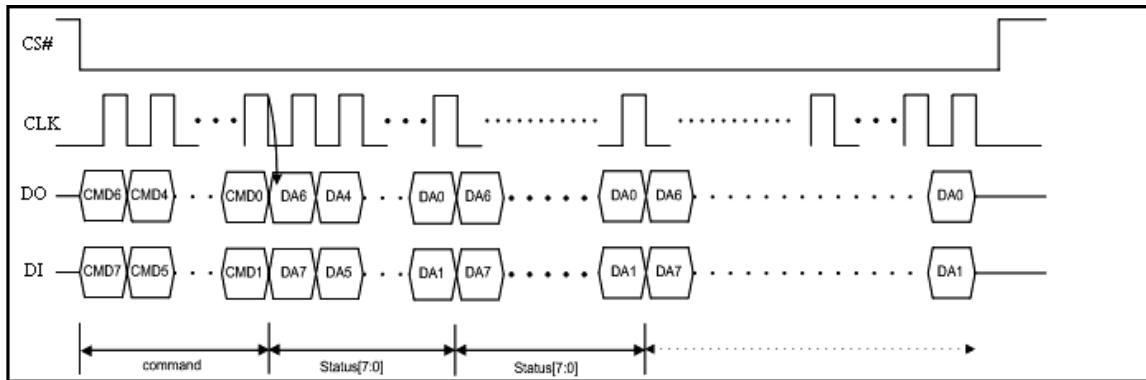 CS#
CLK
DO CMD6 CMD4 CMD0 DA6 DA4 DA0 DA6 DA0 DA6 DA0
DI CMD7 CMD5 CMD1 DA7 DA5 DA1 DA7 DA1 DA7 DA1
command Status[7:0] Status[7:0]